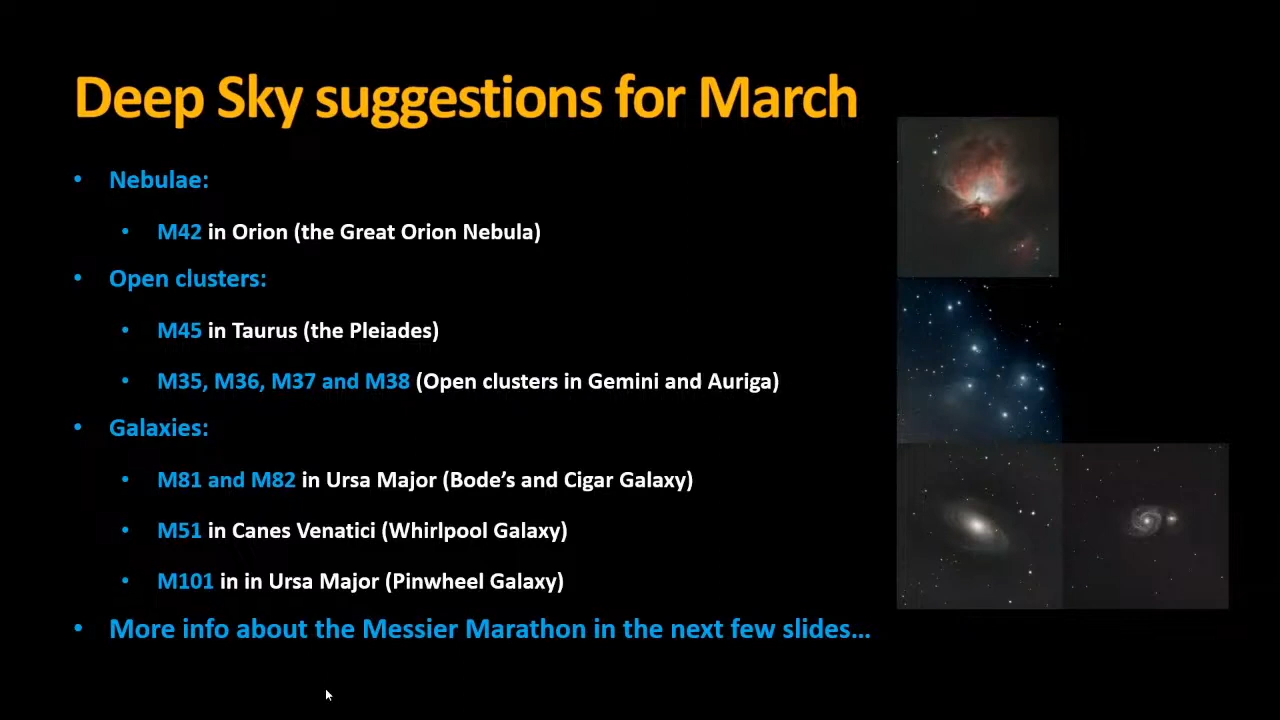 Deep Sky suggestions for March
• Nebulae:
• M42 in Orion (the Great Orion Nebula)
• Open clusters:
• M45 in Taurus (the Pleiades)
• M35, M36, M37 and M38 (Open clusters in Gemini and Auriga)
• Galaxies:
• M81 and M82 in Ursa Major (Bode’s and Cigar Galaxy)
• M51 in Canes Venatici (Whirlpool Galaxy)
• M101 in in Ursa Major (Pinwheel Galaxy)
• More info about the Messier Marathon in the next few slides…